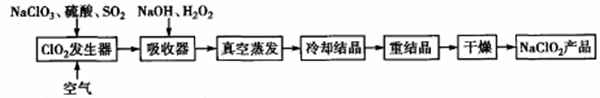 NaClO₃、硫酸、SO₂ NaOH、H₂O₂
ClO₂发生器 吸收器 真空蒸发 冷却结晶 重结晶 干燥 NaClO₂产品
空气